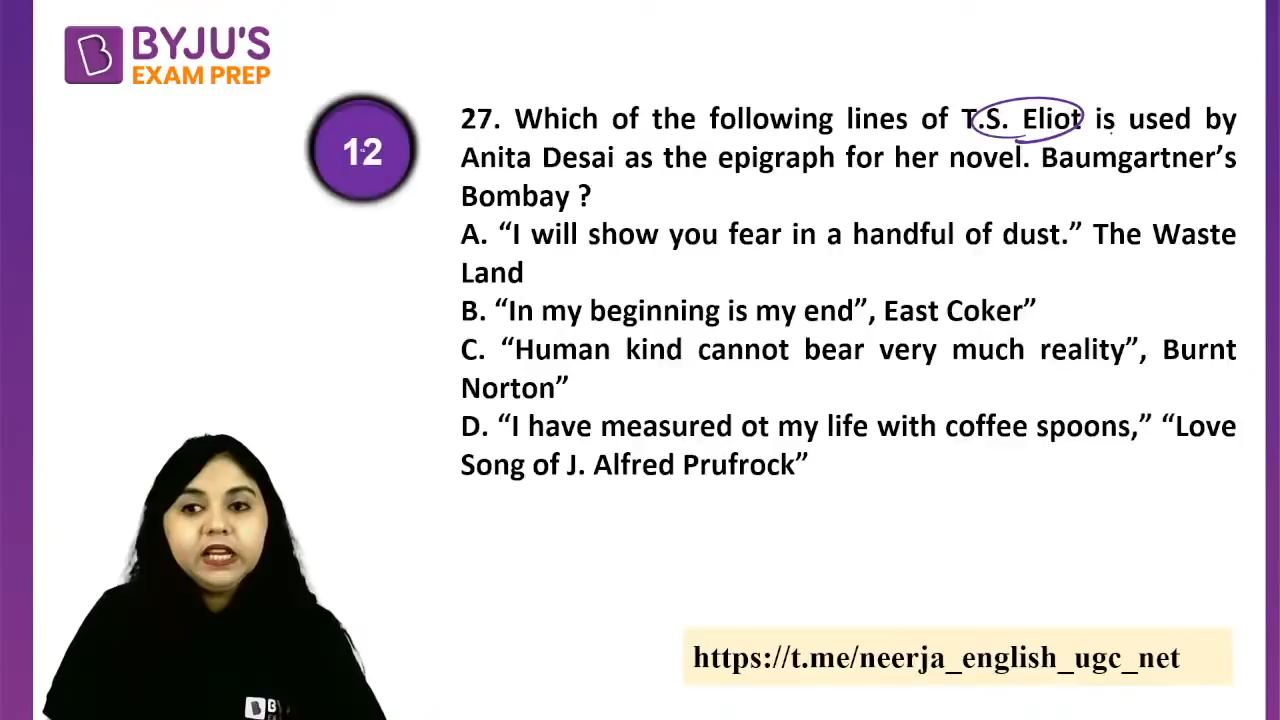 BYJU'S
EXAM PREP
12
27. Which of the following lines of T.S. Eliot is used by
Anita Desai as the epigraph for her novel. Baumgartner’s
Bombay ?
A. “I will show you fear in a handful of dust.” The Waste
Land
B. “In my beginning is my end”, East Coker”
C. “Human kind cannot bear very much reality”, Burnt
Norton”
D. “I have measured ot my life with coffee spoons,” “Love
Song of J. Alfred Prufrock”
https://t.me/neerja_english_ugc_net